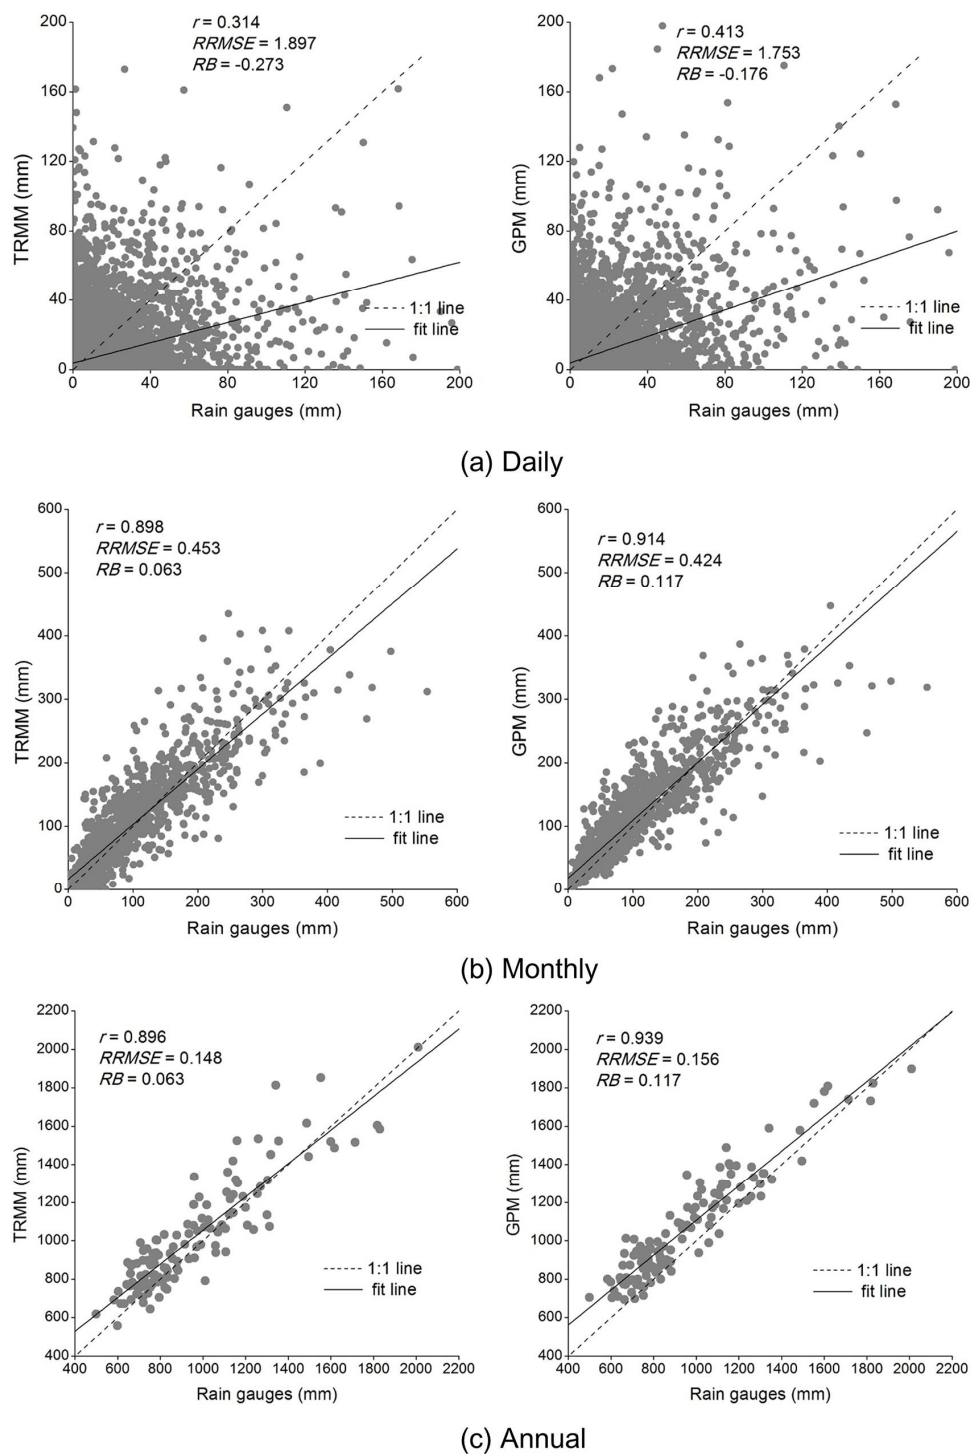 r = 0.314
RRMSE = 1.897
RB = -0.273
200
160
120
80
40
0
TRMM (mm)
1:1 line
fit line
0 40 80 120 160 200
Rain gauges (mm)
r = 0.413
RRMSE = 1.753
RB = -0.176
200
160
120
80
40
0
GPM (mm)
1:1 line
fit line
0 40 80 120 160 200
Rain gauges (mm)
(a) Daily
r = 0.898
RRMSE = 0.453
RB = 0.063
600
500
400
300
200
100
0
TRMM (mm)
1:1 line
fit line
0 100 200 300 400 500 600
Rain gauges (mm)
r = 0.914
RRMSE = 0.424
RB = 0.117
600
500
400
300
200
100
0
GPM (mm)
1:1 line
fit line
0 100 200 300 400 500 600
Rain gauges (mm)
(b) Monthly
r = 0.896
RRMSE = 0.148
RB = 0.063
2200
2000
1800
1600
1400
1200
1000
800
600
400
TRMM (mm)
1:1 line
fit line
400 600 800 1000 1200 1400 1600 1800 2000 2200
Rain gauges (mm)
r = 0.939
RRMSE = 0.156
RB = 0.117
2200
2000
1800
1600
1400
1200
1000
800
600
400
GPM (mm)
1:1 line
fit line
400 600 800 1000 1200 1400 1600 1800 2000 2200
Rain gauges (mm)
(c) Annual